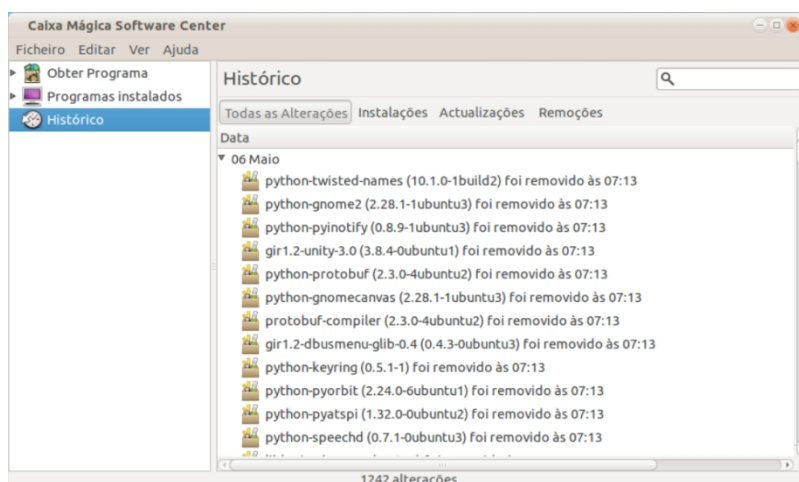 Caixa Mágica Software Center
Ficheiro Editar Ver Ajuda
Obter Programa
Programas instalados
Histórico
Histórico
Todas as Alterações Instalações Actualizações Remoções
Data
06 Maio
python-twisted-names (10.1.0-1build2) foi removido às 07:13
python-gnome2 (2.28.1-1ubuntu3) foi removido às 07:13
python-pyinotify (0.8.9-1ubuntu3) foi removido às 07:13
gir1.2-unity-3.0 (3.8.4-0ubuntu1) foi removido às 07:13
python-protobuf (2.3.0-4ubuntu2) foi removido às 07:13
python-gnomecanvas (2.28.1-1ubuntu3) foi removido às 07:13
protobuf-compiler (2.3.0-4ubuntu2) foi removido às 07:13
gir1.2-dbusmenu-glib-0.4 (0.4.3-0ubuntu3) foi removido às 07:13
python-keyring (0.5.1-1) foi removido às 07:13
python-pyorbit (2.24.0-6ubuntu1) foi removido às 07:13
python-pyatspi (1.32.0-0ubuntu2) foi removido às 07:13
python-speechd (0.7.1-0ubuntu3) foi removido às 07:13
1242 alterações